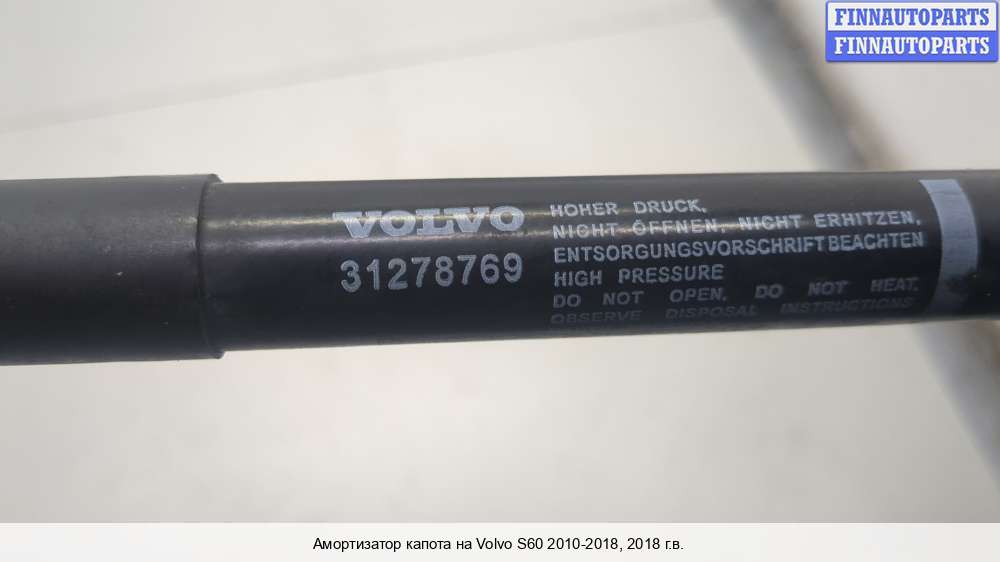 FINNAUTOPARTS
FINNAUTOPARTS
VOLVO
31278769
HOHER DRUCK.
NICHT ÖFFNEN. NICHT ERHITZEN.
ENTSORGUNGSVORSCHRIFT BEACHTEN
HIGH PRESSURE
DO NOT OPEN. DO NOT HEAT.
OBSERVE DISPOSAL INSTRUCTIONS
Амортизатор капота на Volvo S60 2010-2018, 2018 г.в.